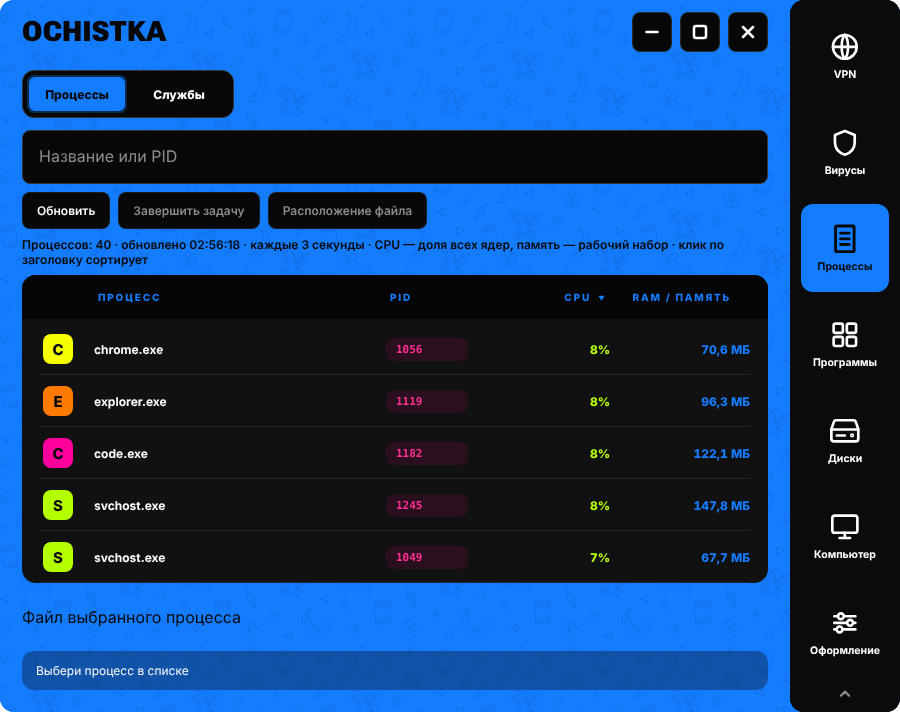 OCHISTKA
Процессы
Службы
Название или PID
Обновить
Завершить задачу
Расположение файла
Процессов: 40 · обновлено 02:56:18 · каждые 3 секунды · CPU — доля всех ядер, память — рабочий набор · клик по
заголовку сортирует
ПРОЦЕСС PID CPU ▼ RAM / ПАМЯТЬ
C chrome.exe 1056 8% 70,6 МБ
E explorer.exe 1119 8% 96,3 МБ
C code.exe 1182 8% 122,1 МБ
S svchost.exe 1245 8% 147,8 МБ
S svchost.exe 1049 7% 67,7 МБ
Файл выбранного процесса
Выбери процесс в списке
VPN
Вирусы
Процессы
Программы
Диски
Компьютер
Оформление